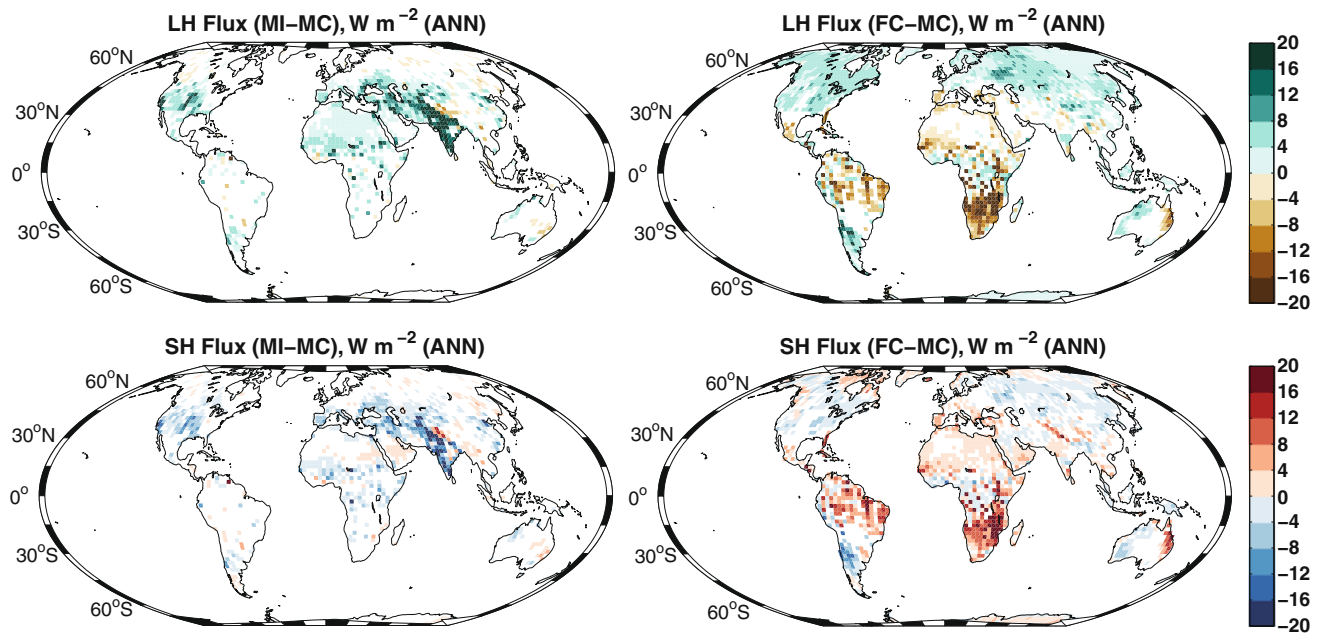 LH Flux (MI−MC), W m⁻² (ANN)
LH Flux (FC−MC), W m⁻² (ANN)
60°N
30°N
0°
30°S
60°S
60°N
30°N
0°
30°S
60°S
20
16
12
8
4
0
−4
−8
−12
−16
−20
SH Flux (MI−MC), W m⁻² (ANN)
SH Flux (FC−MC), W m⁻² (ANN)
60°N
30°N
0°
30°S
60°S
60°N
30°N
0°
30°S
60°S
20
16
12
8
4
0
−4
−8
−12
−16
−20